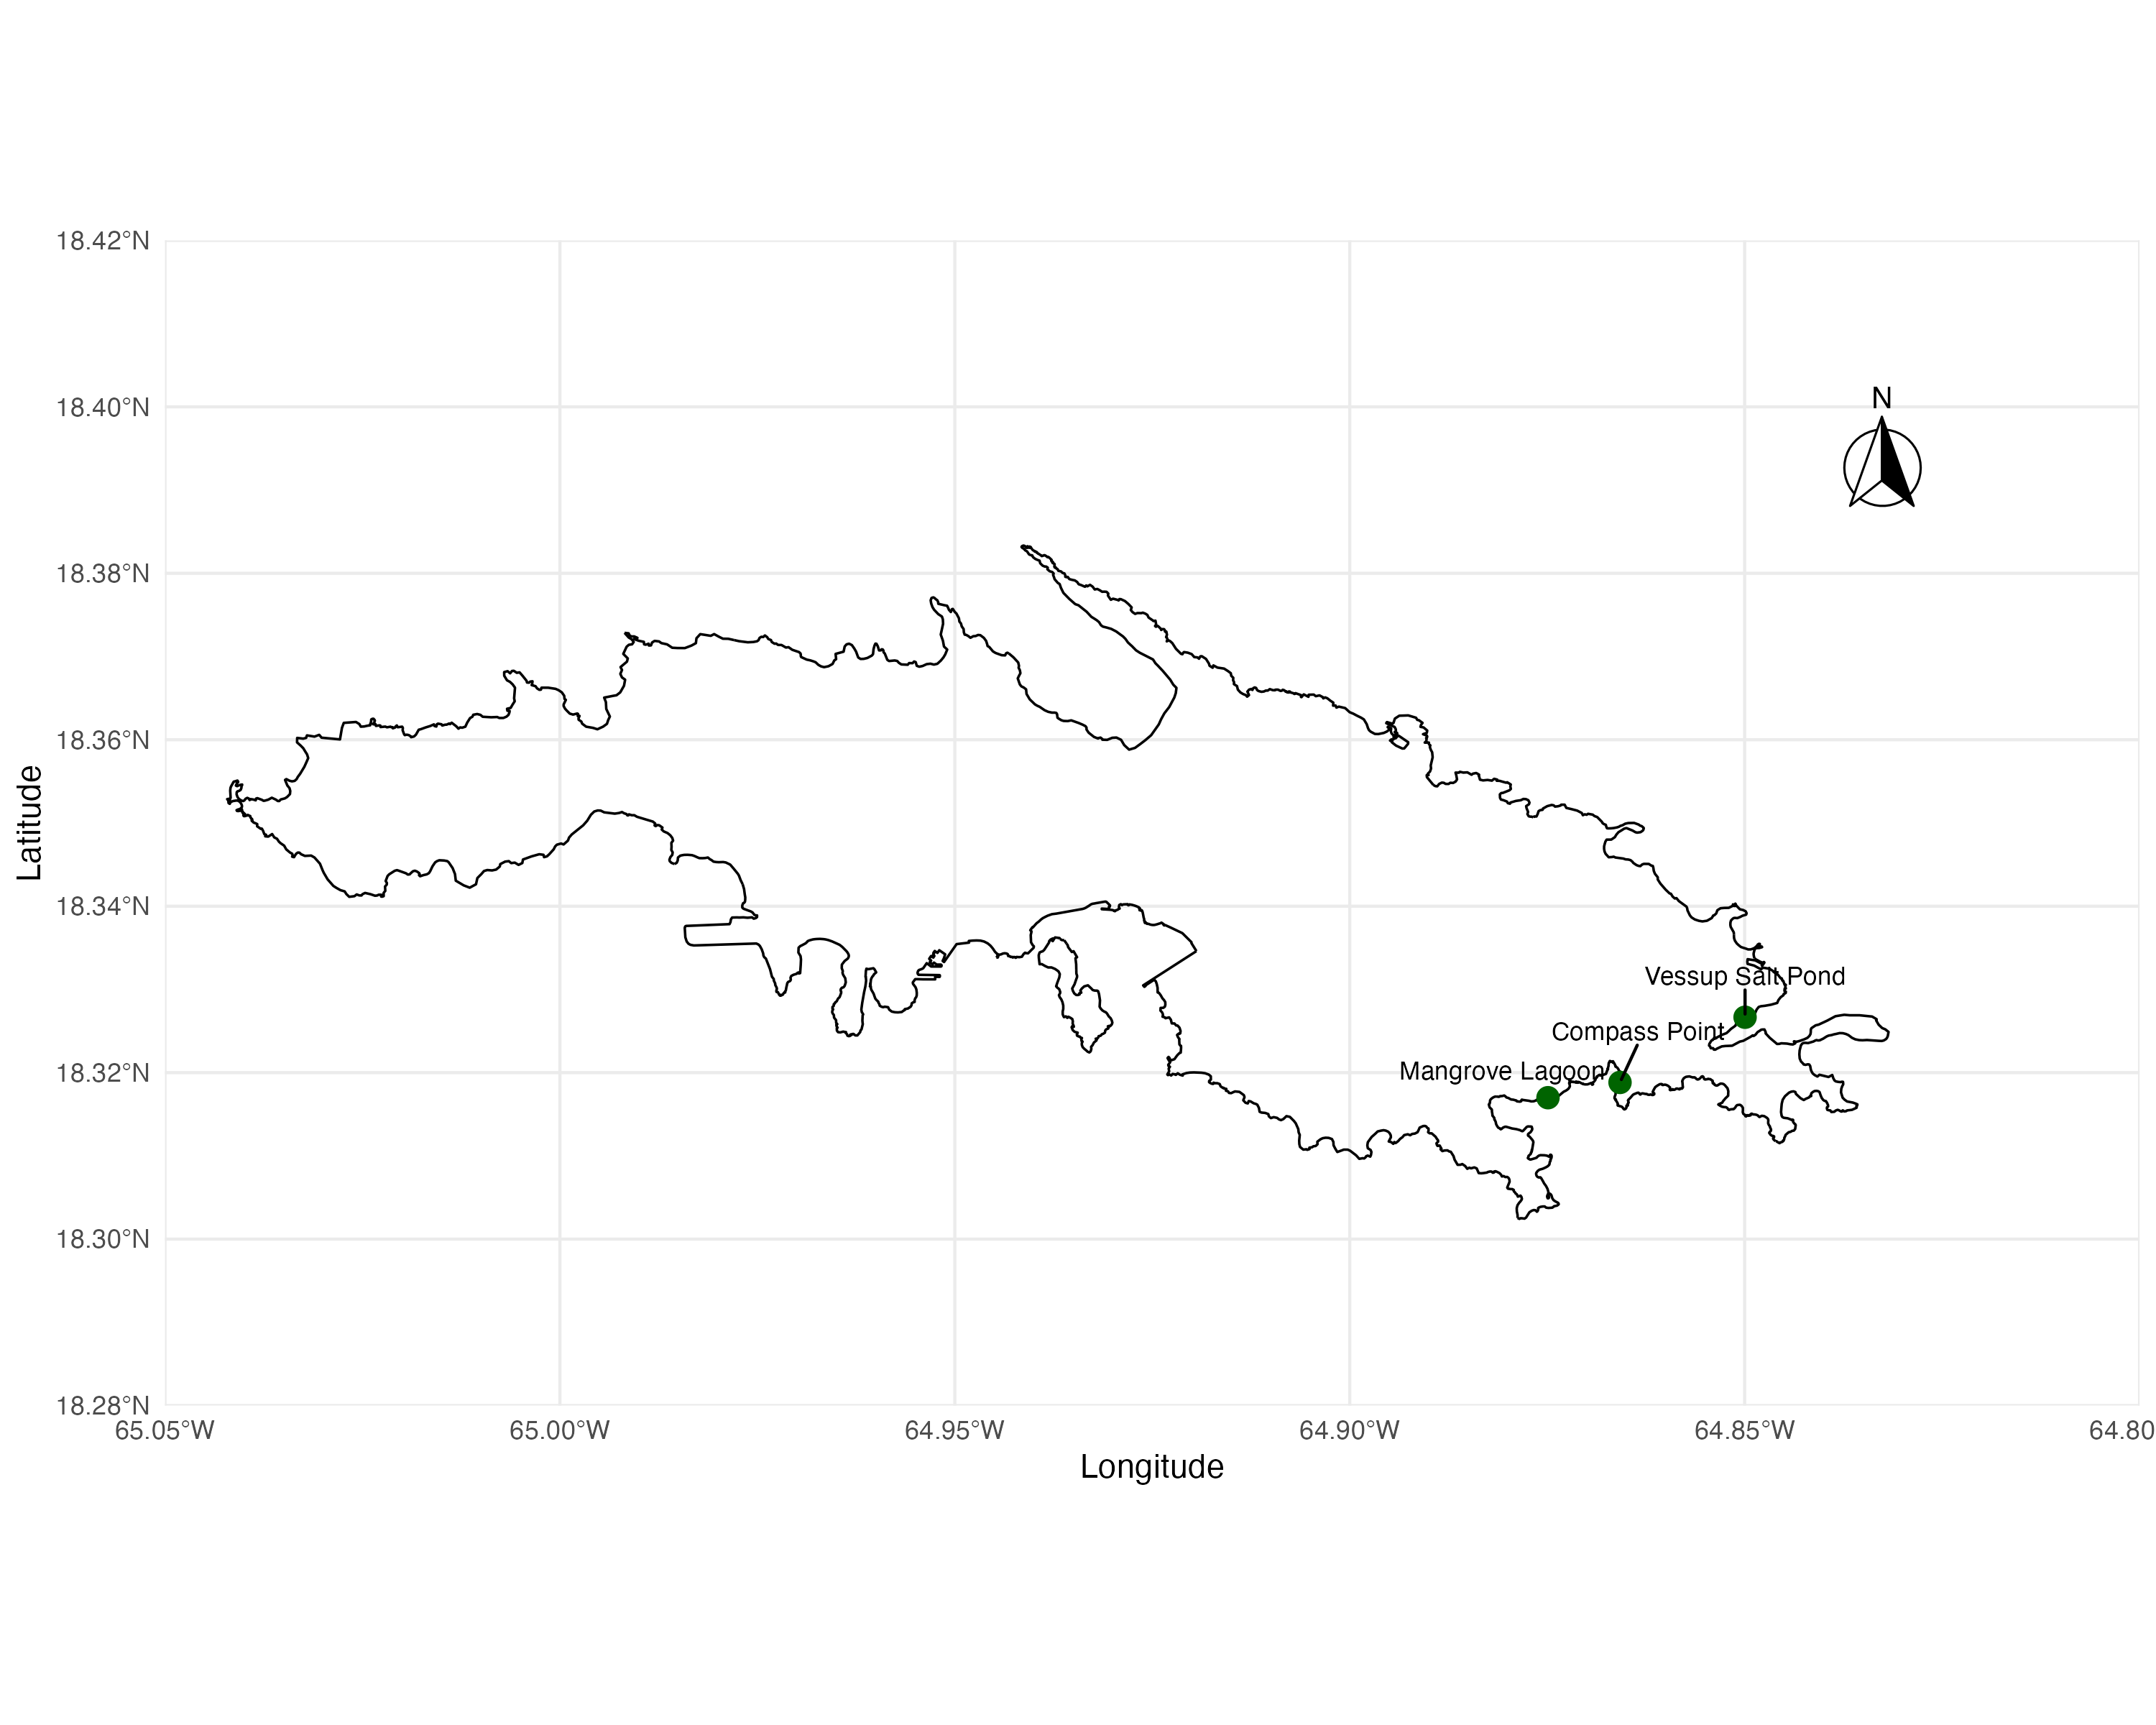 18.42°N
18.40°N
N
18.38°N
18.36°N
Latitude
18.34°N
Vessup Salt Pond
Compass Point
Mangrove Lagoon
18.32°N
18.30°N
18.28°N
65.05°W
65.00°W
64.95°W
64.90°W
64.85°W
64.80
Longitude